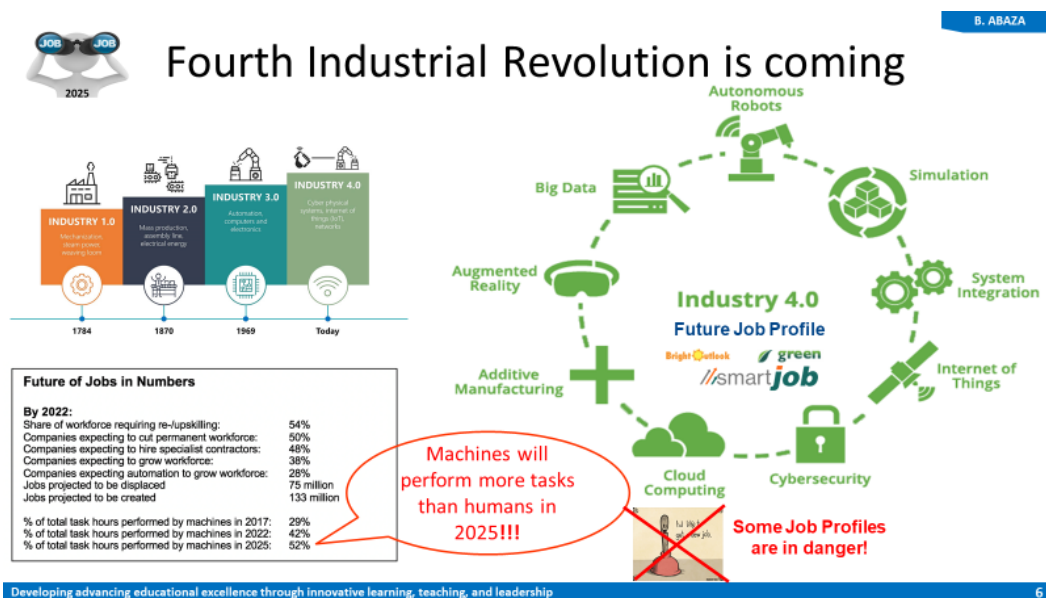 B. ABAZA
JOB JOB
2025
Fourth Industrial Revolution is coming
INDUSTRY 1.0
Mechanization,
steam power,
weaving loom
1784
INDUSTRY 2.0
Mass production,
assembly line,
electrical energy
1870
INDUSTRY 3.0
Automation,
computers and
electronics
1969
INDUSTRY 4.0
Cyber physical
systems, internet of
things (IoT),
networks
Today
Future of Jobs in Numbers
By 2022:
Share of workforce requiring re-/upskilling: 54%
Companies expecting to cut permanent workforce: 50%
Companies expecting to hire specialist contractors: 48%
Companies expecting to grow workforce: 38%
Companies expecting automation to grow workforce: 28%
Jobs projected to be displaced 75 million
Jobs projected to be created 133 million
% of total task hours performed by machines in 2017: 29%
% of total task hours performed by machines in 2022: 42%
% of total task hours performed by machines in 2025: 52%
Machines will
perform more tasks
than humans in
2025!!!
Autonomous
Robots
Simulation
System
Integration
Internet of
Things
Cybersecurity
Cloud
Computing
Additive
Manufacturing
Augmented
Reality
Big Data
Industry 4.0
Future Job Profile
Bright Outlook
green
smartjob
new job.
Some Job Profiles
are in danger!
Developing advancing educational excellence through innovative learning, teaching, and leadership
6